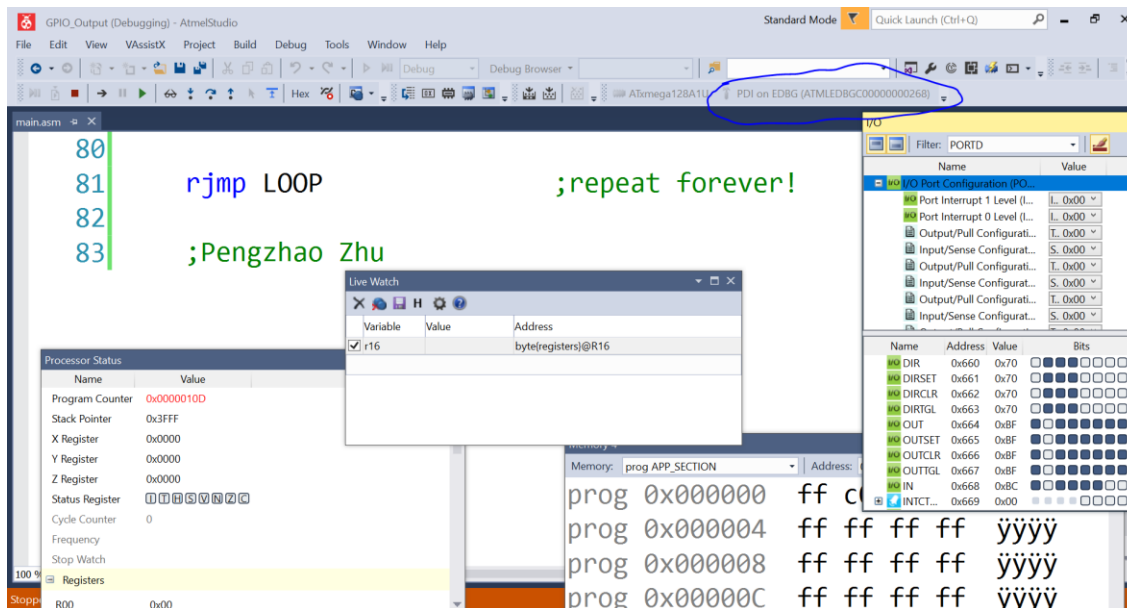 GPIO_Output (Debugging) - AtmelStudio
Standard Mode
Quick Launch (Ctrl+Q)
File Edit View VAssistX Project Build Debug Tools Window Help
Debug
Debug Browser
Hex
ATxmega128A1U
PDI on EDBG (ATMLEDBGC00000000268)
main.asm
80
81 rjmp LOOP ;repeat forever!
82
83 ;Pengzhao Zhu
I/O
Filter: PORTD
Name Value
I/O Port Configuration (PO...
Port Interrupt 1 Level (I... I... 0x00
Port Interrupt 0 Level (I... I... 0x00
Output/Pull Configurati... T... 0x00
Input/Sense Configurat... S. 0x00
Output/Pull Configurati... T... 0x00
Input/Sense Configurat... S. 0x00
Output/Pull Configurati... T... 0x00
Input/Sense Configurat... S. 0x00
Name Address Value Bits
I/O DIR 0x660 0x70
I/O DIRSET 0x661 0x70
I/O DIRCLR 0x662 0x70
I/O DIRTGL 0x663 0x70
I/O OUT 0x664 0xBF
I/O OUTSET 0x665 0xBF
I/O OUTCLR 0x666 0xBF
I/O OUTTGL 0x667 0xBF
I/O IN 0x668 0xBC
INTCT... 0x669 0x00
Live Watch
H
Variable Value Address
r16 byte{registers}@R16
Processor Status
Name Value
Program Counter 0x0000010D
Stack Pointer 0x3FFF
X Register 0x0000
Y Register 0x0000
Z Register 0x0000
Status Register I T H S V N Z C
Cycle Counter 0
Frequency
Stop Watch
Registers
R00 0x00
100 %
Memory: prog APP_SECTION Address:
prog 0x000000 ff
prog 0x000004 ff ff ff ff ÿÿÿÿ
prog 0x000008 ff ff ff ff ÿÿÿÿ
prog 0x00000C ff ff ff ff ÿÿÿÿ